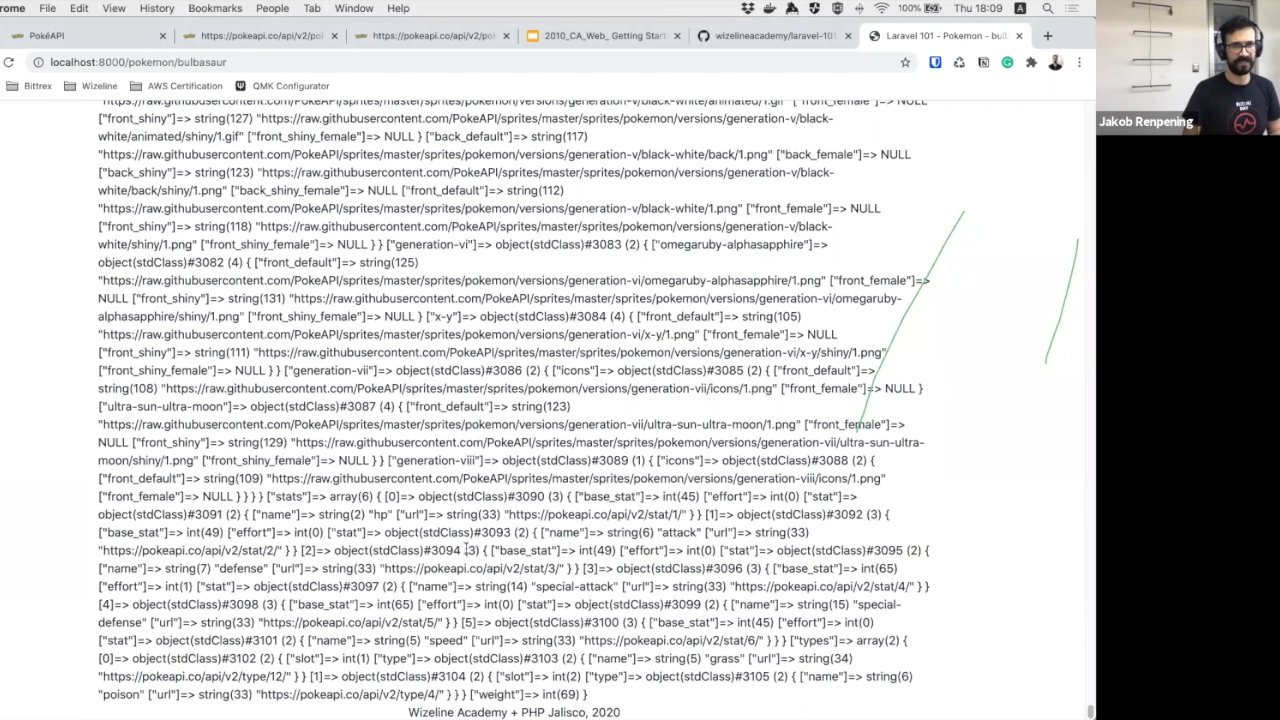 rome File Edit View History Bookmarks People Tab Window Help 100% Thu 18:09 A
PokéAPI https://pokeapi.co/api/v2/pol https://pokeapi.co/api/v2/po 2010_CA_Web_ Getting Start wizelineacademy/laravel-101 Laravel 101 - Pokemon - bul
localhost:8000/pokemon/bulbasaur
Bittrex Wizeline AWS Certification QMK Configurator
Jakob Renpening
"https://raw.githubusercontent.com/PokeAPI/sprites/master/sprites/pokemon/versions/generation-v/black-white/animated/1.gif" ["front_female"]=> NULL
["front_shiny"]=> string(127) "https://raw.githubusercontent.com/PokeAPI/sprites/master/sprites/pokemon/versions/generation-v/black-
white/animated/shiny/1.gif" ["front_shiny_female"]=> NULL } ["back_default"]=> string(117)
"https://raw.githubusercontent.com/PokeAPI/sprites/master/sprites/pokemon/versions/generation-v/black-white/back/1.png" ["back_female"]=> NULL
["back_shiny"]=> string(123) "https://raw.githubusercontent.com/PokeAPI/sprites/master/sprites/pokemon/versions/generation-v/black-
white/back/shiny/1.png" ["back_shiny_female"]=> NULL ["front_default"]=> string(112)
"https://raw.githubusercontent.com/PokeAPI/sprites/master/sprites/pokemon/versions/generation-v/black-white/1.png" ["front_female"]=> NULL
["front_shiny"]=> string(118) "https://raw.githubusercontent.com/PokeAPI/sprites/master/sprites/pokemon/versions/generation-v/black-
white/shiny/1.png" ["front_shiny_female"]=> NULL } } ["generation-vi"]=> object(stdClass)#3083 (2) { ["omegaruby-alphasapphire"]=>
object(stdClass)#3082 (4) { ["front_default"]=> string(125)
"https://raw.githubusercontent.com/PokeAPI/sprites/master/sprites/pokemon/versions/generation-vi/omegaruby-alphasapphire/1.png" ["front_female"]=>
NULL ["front_shiny"]=> string(131) "https://raw.githubusercontent.com/PokeAPI/sprites/master/sprites/pokemon/versions/generation-vi/omegaruby-
alphasapphire/shiny/1.png" ["front_shiny_female"]=> NULL } ["x-y"]=> object(stdClass)#3084 (4) { ["front_default"]=> string(105)
"https://raw.githubusercontent.com/PokeAPI/sprites/master/sprites/pokemon/versions/generation-vi/x-y/1.png" ["front_female"]=> NULL
["front_shiny"]=> string(111) "https://raw.githubusercontent.com/PokeAPI/sprites/master/sprites/pokemon/versions/generation-vi/x-y/shiny/1.png"
["front_shiny_female"]=> NULL } } ["generation-vii"]=> object(stdClass)#3086 (2) { ["icons"]=> object(stdClass)#3085 (2) { ["front_default"]=>
string(108) "https://raw.githubusercontent.com/PokeAPI/sprites/master/sprites/pokemon/versions/generation-vii/icons/1.png" ["front_female"]=> NULL }
["ultra-sun-ultra-moon"]=> object(stdClass)#3087 (4) { ["front_default"]=> string(123)
"https://raw.githubusercontent.com/PokeAPI/sprites/master/sprites/pokemon/versions/generation-vii/ultra-sun-ultra-moon/1.png" ["front_female"]=>
NULL ["front_shiny"]=> string(129) "https://raw.githubusercontent.com/PokeAPI/sprites/master/sprites/pokemon/versions/generation-vii/ultra-sun-ultra-
moon/shiny/1.png" ["front_shiny_female"]=> NULL } } ["generation-viii"]=> object(stdClass)#3089 (1) { ["icons"]=> object(stdClass)#3088 (2) {
["front_default"]=> string(109) "https://raw.githubusercontent.com/PokeAPI/sprites/master/sprites/pokemon/versions/generation-viii/icons/1.png"
["front_female"]=> NULL } } } } ["stats"]=> array(6) { [0]=> object(stdClass)#3090 (3) { ["base_stat"]=> int(45) ["effort"]=> int(0) ["stat"]=>
object(stdClass)#3091 (2) { ["name"]=> string(2) "hp" ["url"]=> string(33) "https://pokeapi.co/api/v2/stat/1/" } } [1]=> object(stdClass)#3092 (3) {
["base_stat"]=> int(49) ["effort"]=> int(0) ["stat"]=> object(stdClass)#3093 (2) { ["name"]=> string(6) "attack" ["url"]=> string(33)
"https://pokeapi.co/api/v2/stat/2/" } } [2]=> object(stdClass)#3094 (3) { ["base_stat"]=> int(49) ["effort"]=> int(0) ["stat"]=> object(stdClass)#3095 (2) {
["name"]=> string(7) "defense" ["url"]=> string(33) "https://pokeapi.co/api/v2/stat/3/" } } [3]=> object(stdClass)#3096 (3) { ["base_stat"]=> int(65)
["effort"]=> int(1) ["stat"]=> object(stdClass)#3097 (2) { ["name"]=> string(14) "special-attack" ["url"]=> string(33) "https://pokeapi.co/api/v2/stat/4/" } }
[4]=> object(stdClass)#3098 (3) { ["base_stat"]=> int(65) ["effort"]=> int(0) ["stat"]=> object(stdClass)#3099 (2) { ["name"]=> string(15) "special-
defense" ["url"]=> string(33) "https://pokeapi.co/api/v2/stat/5/" } } [5]=> object(stdClass)#3100 (3) { ["base_stat"]=> int(45) ["effort"]=> int(0)
["stat"]=> object(stdClass)#3101 (2) { ["name"]=> string(5) "speed" ["url"]=> string(33) "https://pokeapi.co/api/v2/stat/6/" } } } ["types"]=> array(2) {
[0]=> object(stdClass)#3102 (2) { ["slot"]=> int(1) ["type"]=> object(stdClass)#3103 (2) { ["name"]=> string(5) "grass" ["url"]=> string(34)
"https://pokeapi.co/api/v2/type/12/" } } [1]=> object(stdClass)#3104 (2) { ["slot"]=> int(2) ["type"]=> object(stdClass)#3105 (2) { ["name"]=> string(6)
"poison" ["url"]=> string(33) "https://pokeapi.co/api/v2/type/4/" } } } ["weight"]=> int(69) }
Wizeline Academy + PHP Jalisco, 2020